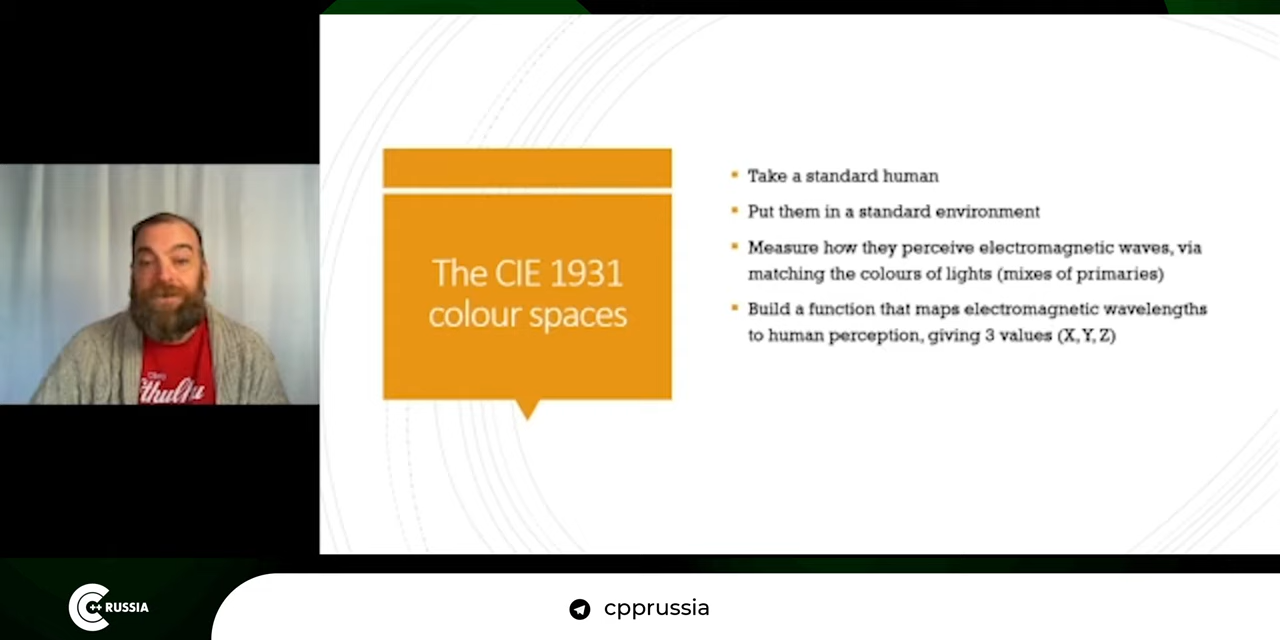 The CIE 1931
colour spaces
Take a standard human
Put them in a standard environment
Measure how they perceive electromagnetic waves, via
matching the colours of lights (mixes of primaries)
Build a function that maps electromagnetic wavelengths
to human perception, giving 3 values (X, Y, Z)
C++ RUSSIA
cpprussia